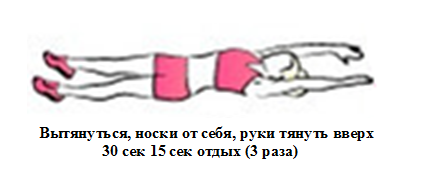 Вытянуться, носки от себя, руки тянуть вверх
30 сек 15 сек отдых (3 раза)